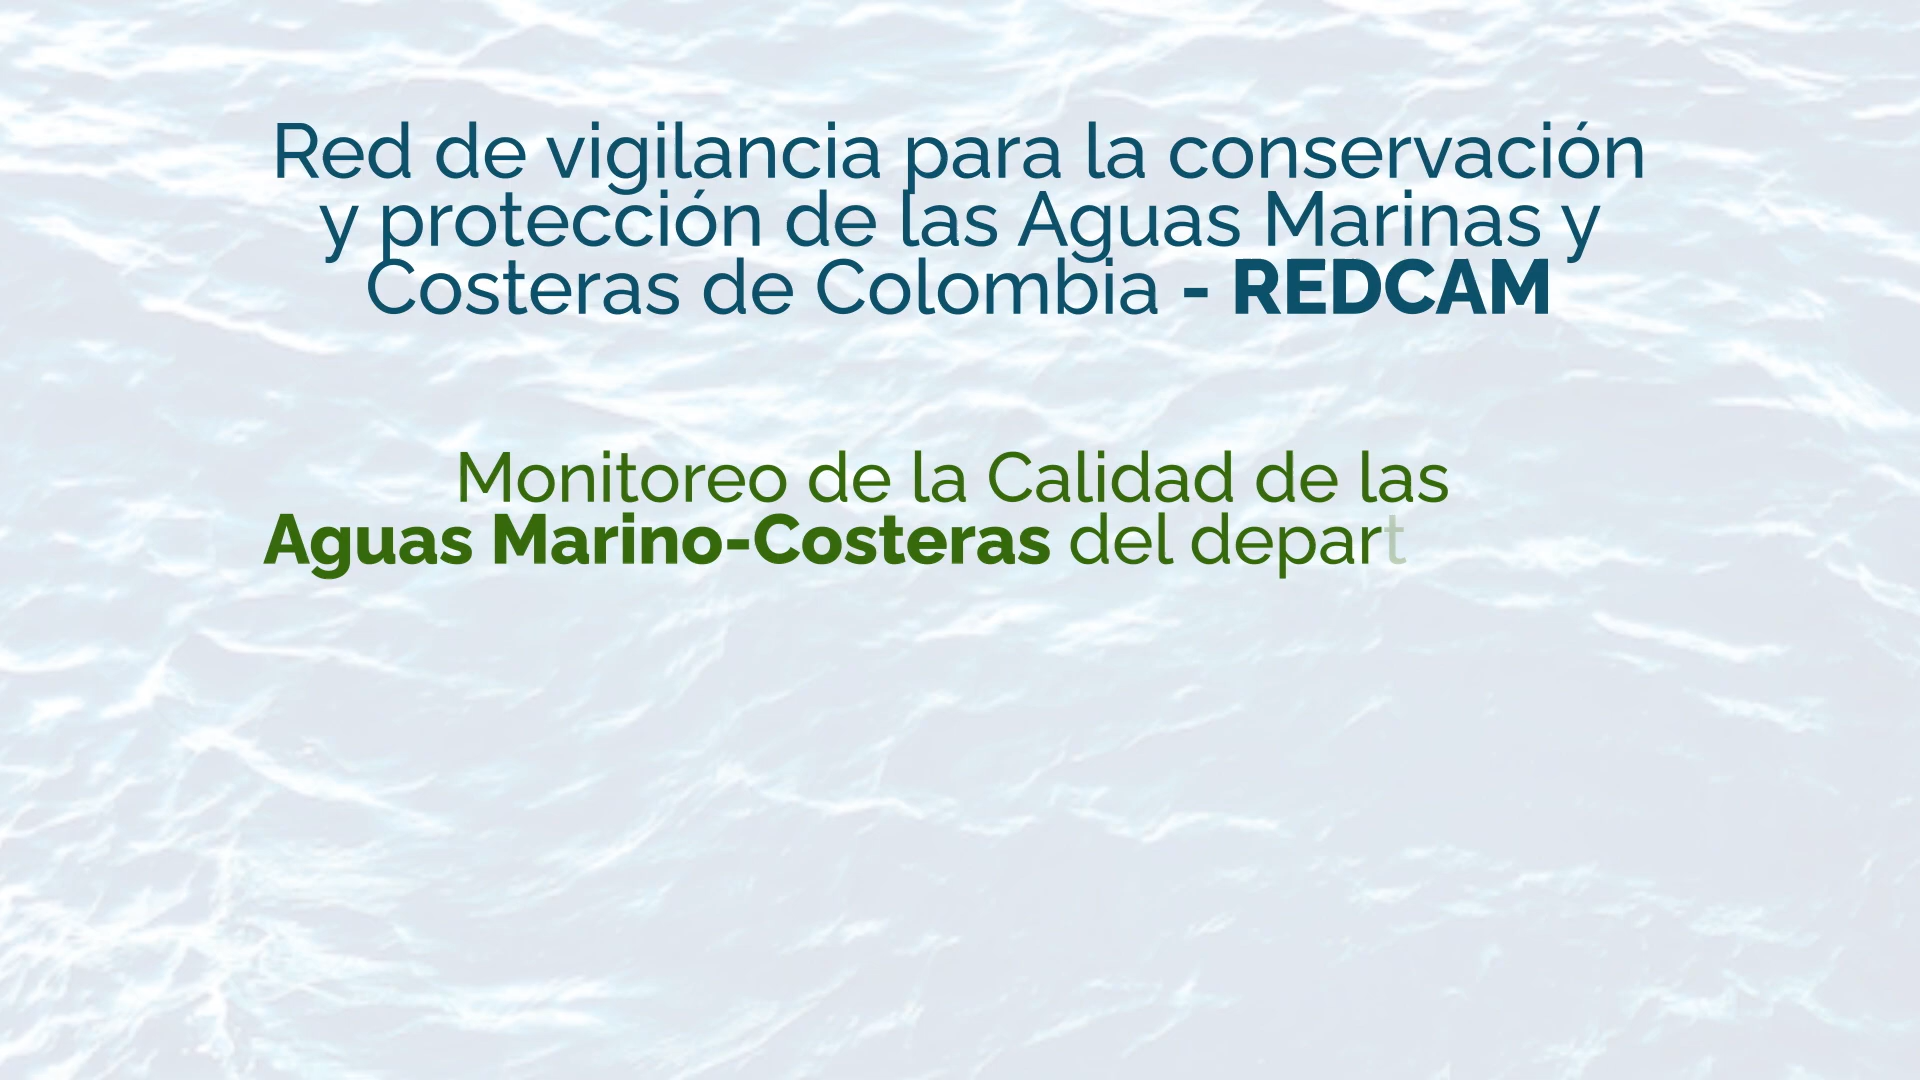 Red de vigilancia para la conservación
y protección de las Aguas Marinas y
Costeras de Colombia - REDCAM
Monitoreo de la Calidad de las
Aguas Marino-Costeras del depart